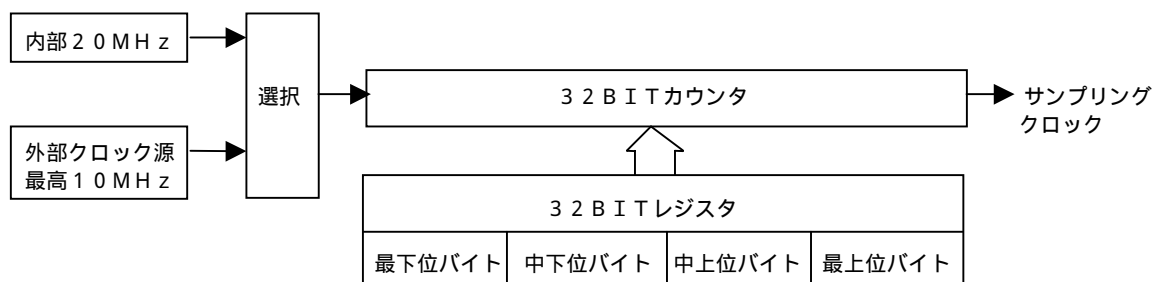 内部20MHz
選択
32BITカウンタ
サンプリング
クロック
外部クロック源
最高10MHz
32BITレジスタ
最下位バイト
中下位バイト
中上位バイト
最上位バイト